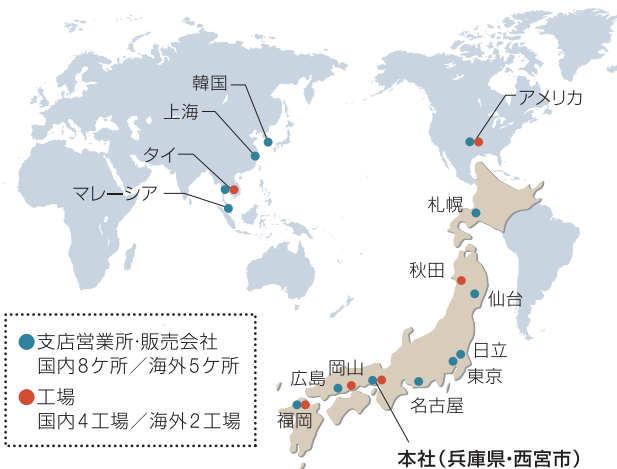 韓国
上海
タイ
マレーシア
アメリカ
札幌
秋田
仙台
日立
東京
名古屋
岡山
広島
福岡
本社(兵庫県・西宮市)
支店営業所・販売会社
国内8ケ所/海外5ケ所
工場
国内4工場/海外2工場